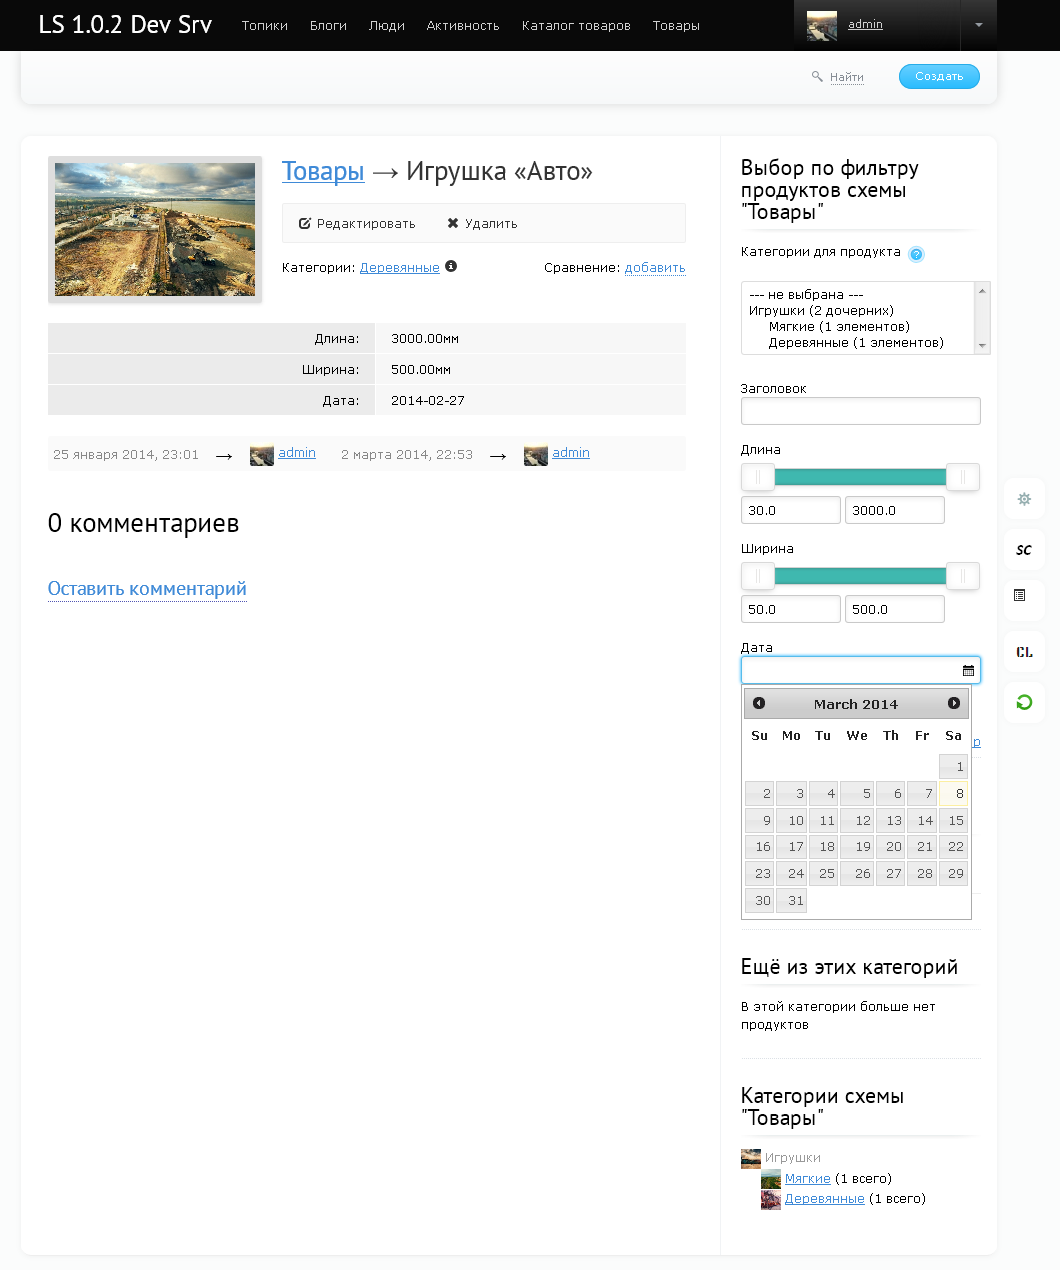 LS 1.0.2 Dev Srv
Топики Блоги Люди Активность Каталог товаров Товары
admin
Найти
Создать
Товары → Игрушка «Авто»
Редактировать Удалить
Категории: Деревянные Сравнение: добавить
Длина: 3000.00мм
Ширина: 500.00мм
Дата: 2014-02-27
25 января 2014, 23:01 → admin 2 марта 2014, 22:53 → admin
0 комментариев
Оставить комментарий
Выбор по фильтру
продуктов схемы
"Товары"
Категории для продукта ?
--- не выбрана ---
Игрушки (2 дочерних)
Мягкие (1 элементов)
Деревянные (1 элементов)
Заголовок
Длина
30.0 3000.0
Ширина
50.0 500.0
Дата
March 2014
Su Mo Tu We Th Fr Sa
р
1
2 3 4 5 6 7 8
9 10 11 12 13 14 15
16 17 18 19 20 21 22
23 24 25 26 27 28 29
30 31
Ещё из этих категорий
В этой категории больше нет
продуктов
Категории схемы
"Товары"
Игрушки
Мягкие (1 всего)
Деревянные (1 всего)
SC
CL